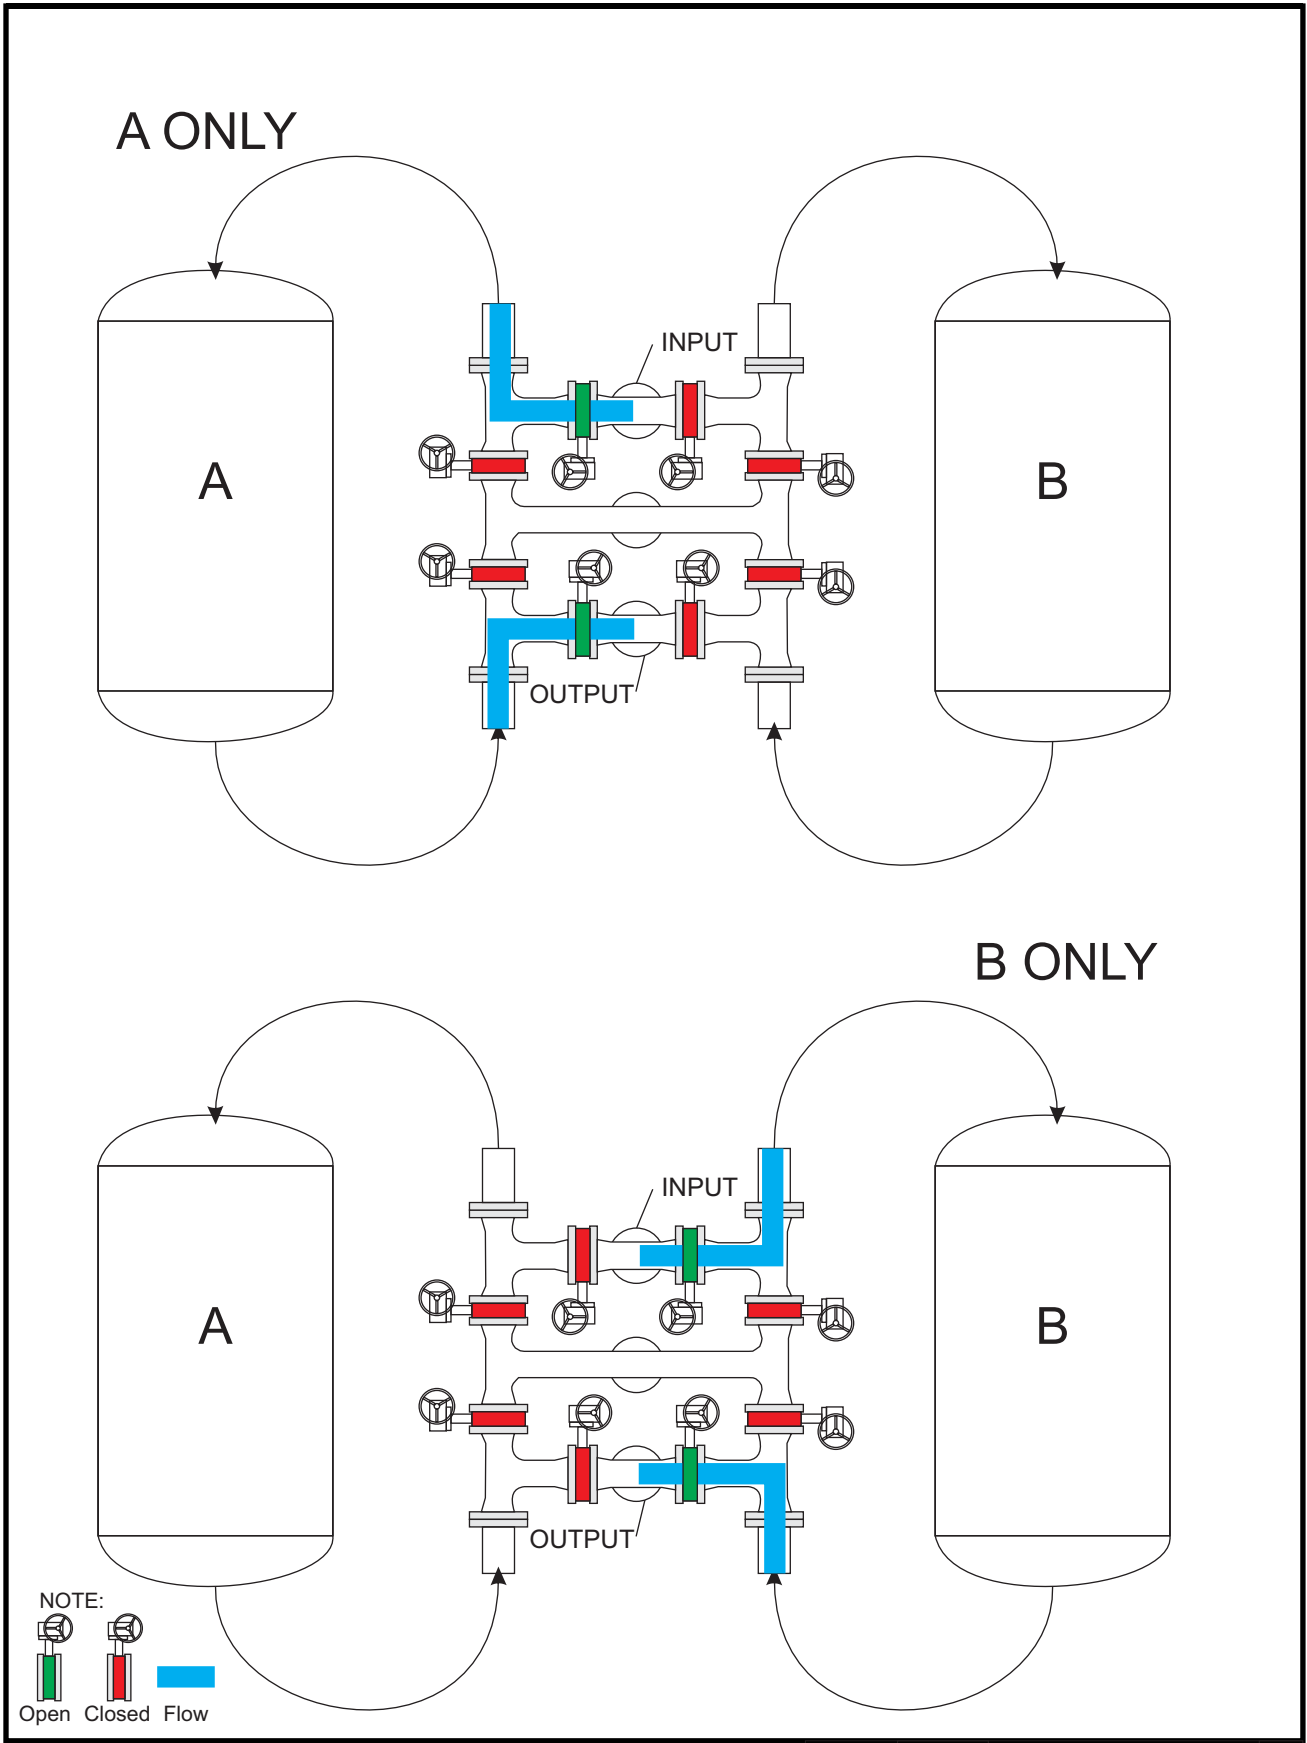 A ONLY
INPUT
A
B
OUTPUT
B ONLY
INPUT
A
B
OUTPUT
NOTE:
Open Closed Flow